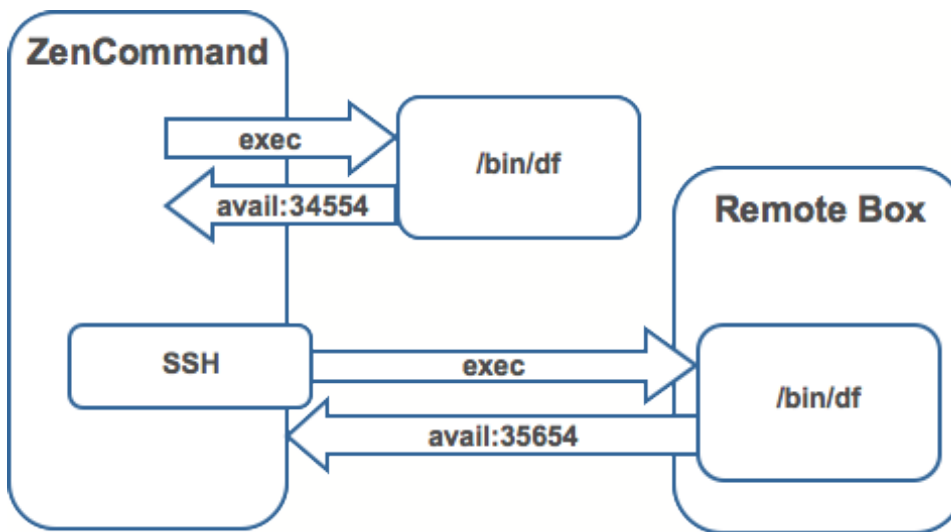 ZenCommand
exec
/bin/df
avail:34554
Remote Box
SSH
exec
/bin/df
avail:35654